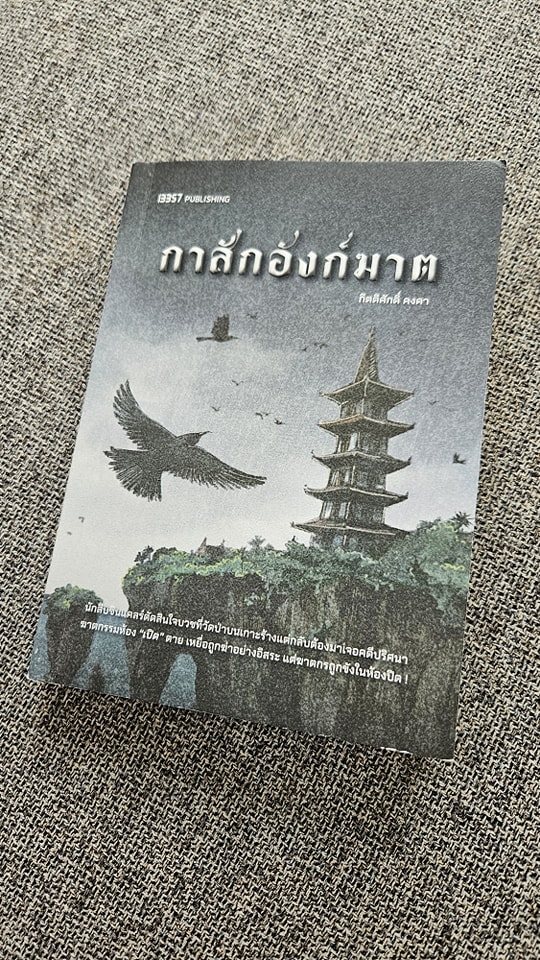 13357 PUBLISHING
กาสักอังก์ฆาต
กิตติศักดิ์ คงคา
นักสืบซินแคลร์ตัดสินใจบวชที่วัดป่าบนเกาะร้างแต่กลับต้องมาเจอคดีปริศนา
ฆาตกรรมห้อง "เปิด" ตาย เหยื่อถูกฆ่าอย่างอิสระ แต่ฆาตกรถูกขังในห้องปิด !